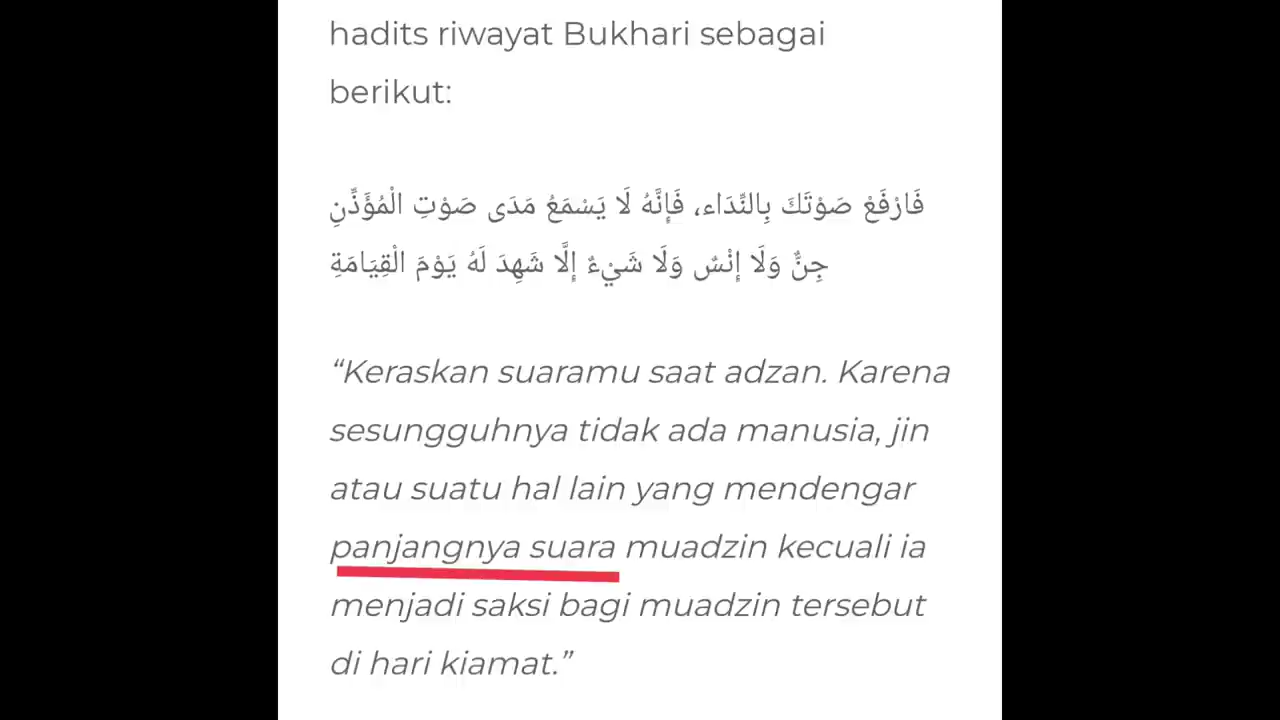 hadits riwayat Bukhari sebagai
berikut:
فَارْفَعْ صَوْتَكَ بِالنِّدَاء، فَإِنَّهُ لَا يَسْمَعُ مَدَى صَوْتِ الْمُؤَذِّنِ
جِنٌّ وَلَا إِنْسٌ وَلَا شَيْءٌ إِلَّا شَهِدَ لَهُ يَوْمَ الْقِيَامَةِ
“Keraskan suaramu saat adzan. Karena
sesungguhnya tidak ada manusia, jin
atau suatu hal lain yang mendengar
panjangnya suara muadzin kecuali ia
menjadi saksi bagi muadzin tersebut
di hari kiamat.”